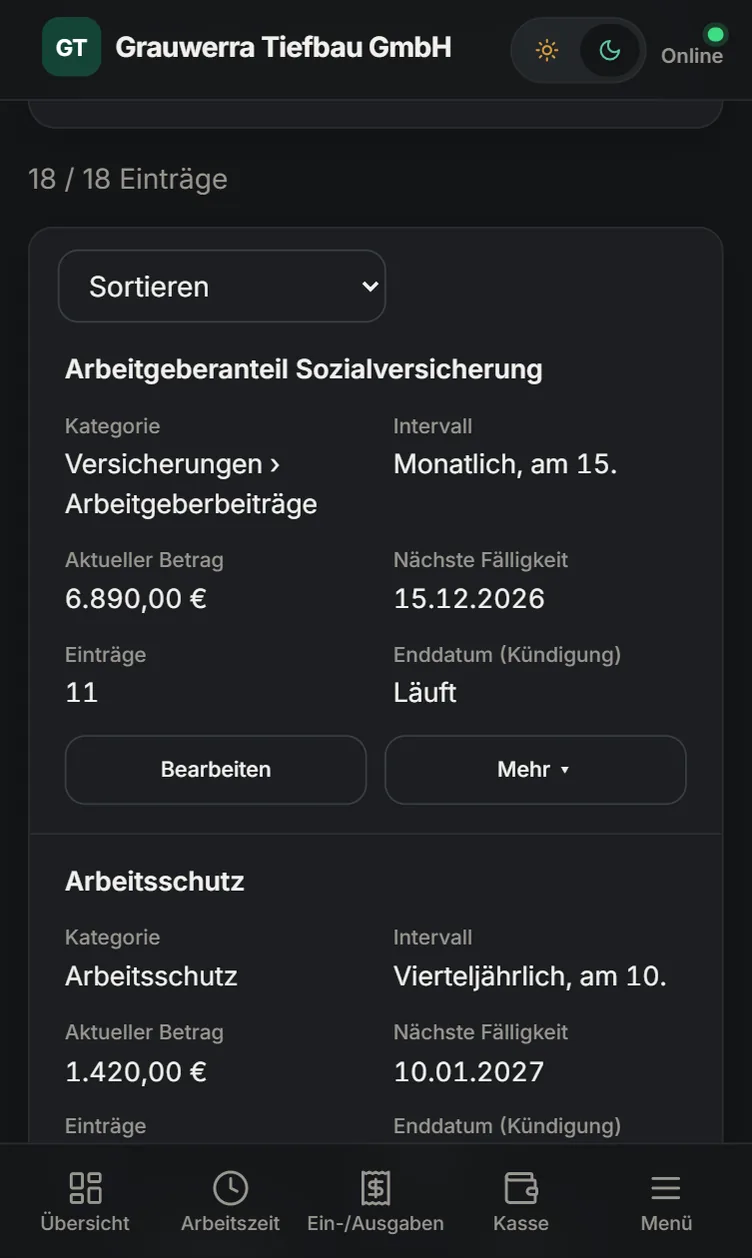 GT Grauwerra Tiefbau GmbH Online
18 / 18 Einträge
Sortieren
Arbeitgeberanteil Sozialversicherung
Kategorie Intervall
Versicherungen › Monatlich, am 15.
Arbeitgeberbeiträge
Aktueller Betrag Nächste Fälligkeit
6.890,00 € 15.12.2026
Einträge Enddatum (Kündigung)
11 Läuft
Bearbeiten Mehr ▾
Arbeitsschutz
Kategorie Intervall
Arbeitsschutz Vierteljährlich, am 10.
Aktueller Betrag Nächste Fälligkeit
1.420,00 € 10.01.2027
Einträge Enddatum (Kündigung)
Übersicht Arbeitszeit Ein-/Ausgaben Kasse Menü